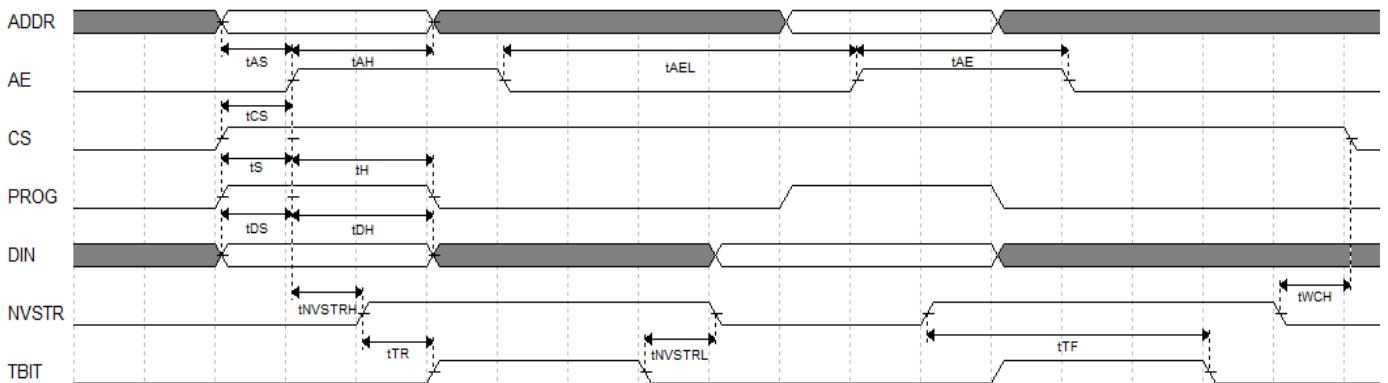 ADDR
tAS
tAH
tAEL
tAE
AE
tCS
CS
tS
tH
PROG
tDS
tDH
DIN
tNVSTRH
tWCH
NVSTR
tTR
tNVSTRL
tTF
TBIT